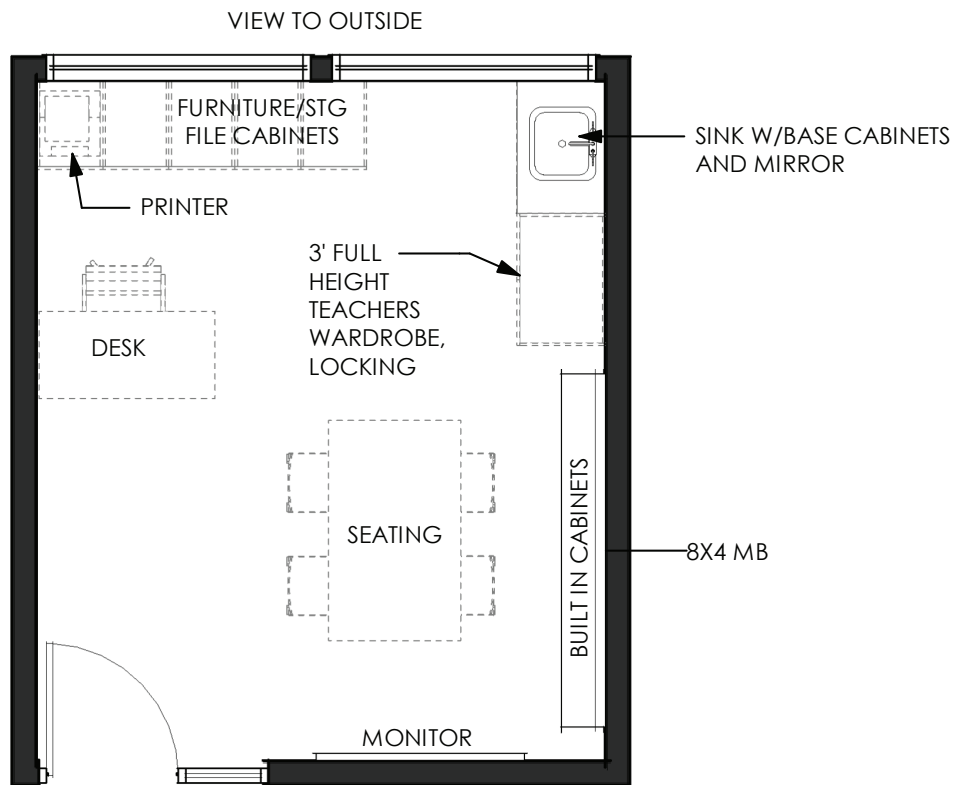 VIEW TO OUTSIDE
FURNITURE/STG
FILE CABINETS
SINK W/BASE CABINETS
AND MIRROR
PRINTER
3' FULL
HEIGHT
TEACHERS
WARDROBE,
LOCKING
DESK
SEATING
BUILT IN CABINETS
8X4 MB
MONITOR